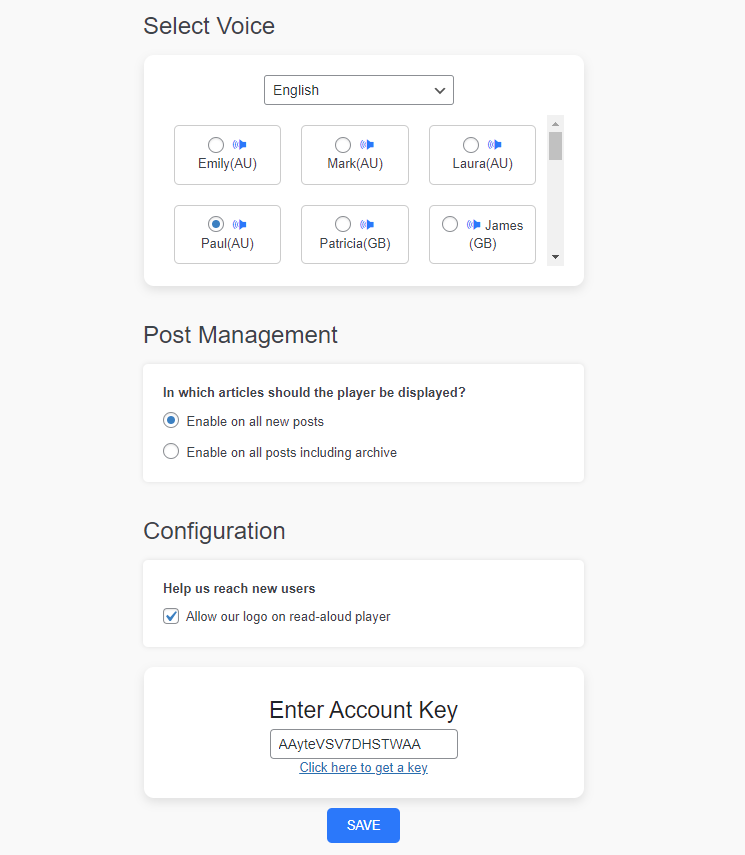 Select Voice
English
Emily(AU)
Mark(AU)
Laura(AU)
Paul(AU)
Patricia(GB)
James
(GB)
Post Management
In which articles should the player be displayed?
Enable on all new posts
Enable on all posts including archive
Configuration
Help us reach new users
Allow our logo on read-aloud player
Enter Account Key
AAyteVSV7DHSTWAA
Click here to get a key
SAVE